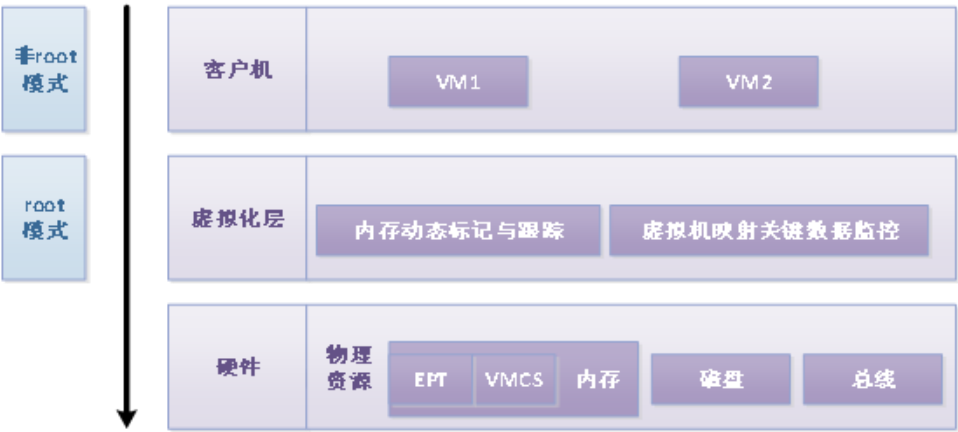 非root
模式
客户机
VM1
VM2
root
模式
虚拟化层
内存动态标记与跟踪
虚拟机映射关键数据监控
硬件
物理
资源
EPT
VMCS
内存
磁盘
总线